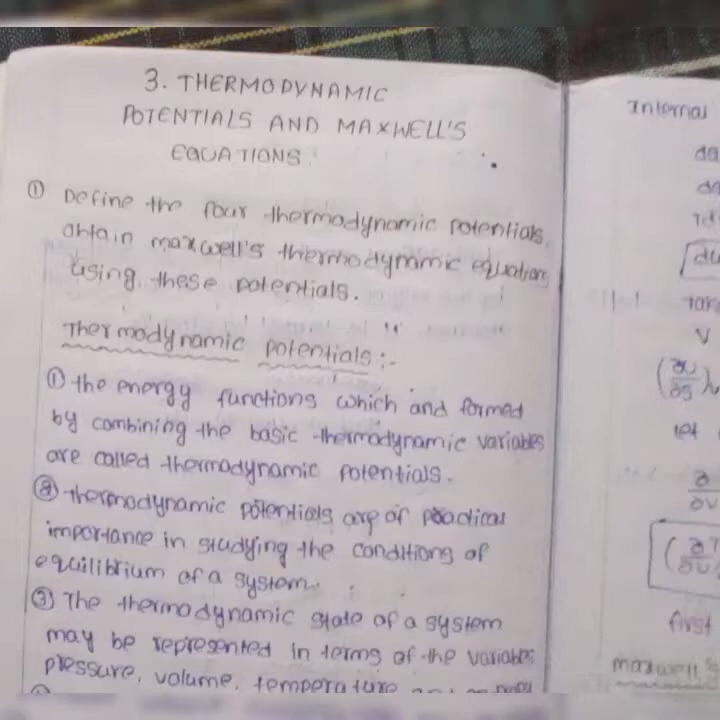 3. THERMODYNAMIC
POTENTIALS AND MAXWELL'S
EQUATIONS.
① Define the four thermodynamic potentials.
obtain maxwell's thermodynamic equations
using these potentials.
Thermodynamic potentials:-
① the energy functions which and formed
by combining the basic thermodynamic variables
are called thermodynamic potentials.
② thermodynamic potentials are of practical
importance in studying the conditions of
equilibrium of a system.
③ The thermodynamic state of a system
may be represented in terms of the variables
pressure, volume, temperature
Internal
du
V
(∂U/∂S)
let
∂
∂V
first
maxwell's